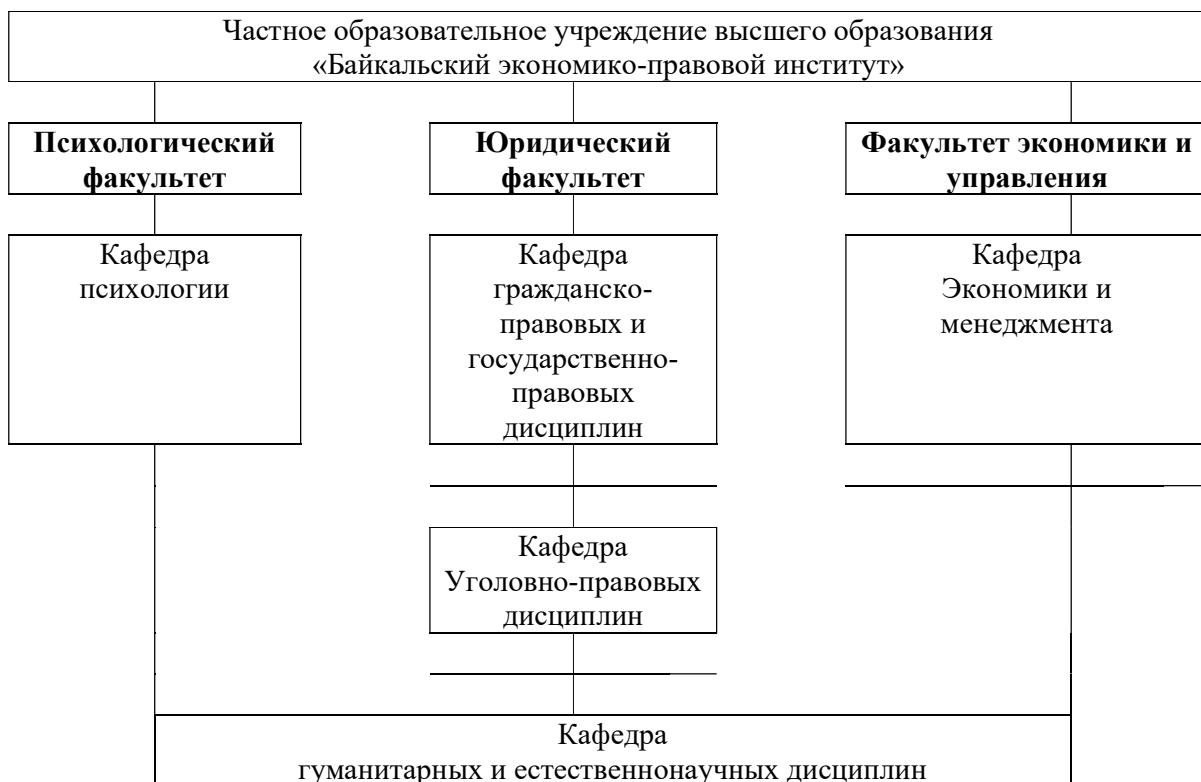 Частное образовательное учреждение высшего образования
«Байкальский экономико-правовой институт»
Психологический
факультет
Юридический
факультет
Факультет экономики и
управления
Кафедра
психологии
Кафедра
гражданско-
правовых и
государственно-
правовых
дисциплин
Кафедра
Экономики и
менеджмента
Кафедра
Уголовно-правовых
дисциплин
Кафедра
гуманитарных и естественнонаучных дисциплин